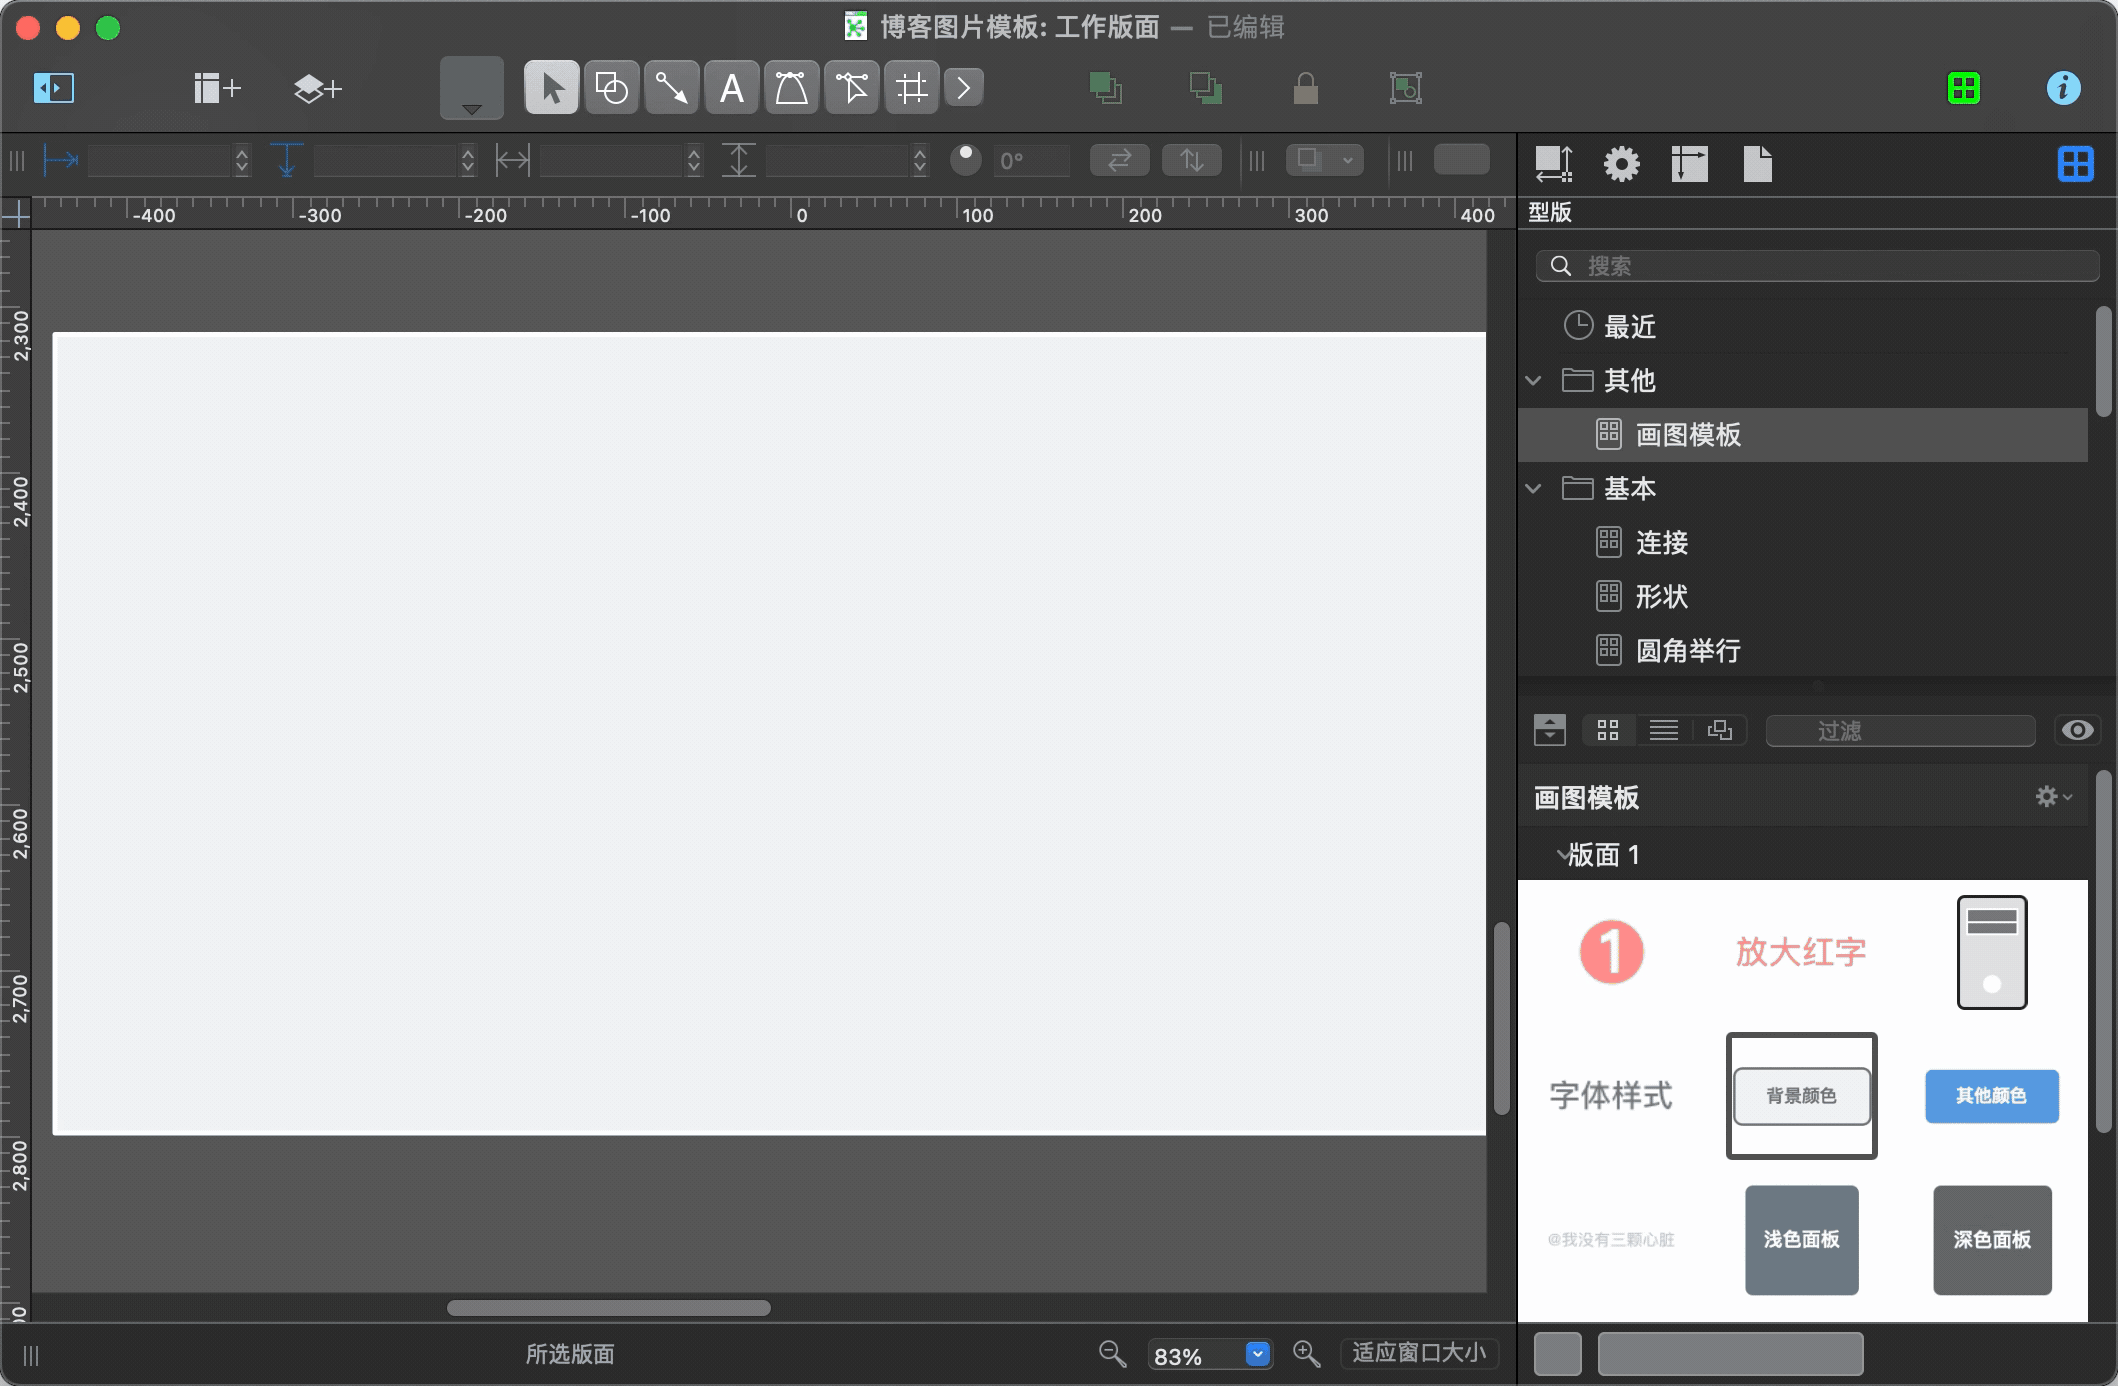 博客图片模板: 工作版面 — 已编辑
A
0°
-400 -300 -200 -100 0 100 200 300 400
2,300
2,400
2,500
2,600
2,700
2,800
型版
搜索
最近
其他
画图模板
基本
连接
形状
圆角举行
过滤
画图模板
版面 1
1
放大红字
字体样式
背景颜色
其他颜色
@我没有三颗心脏
浅色面板
深色面板
所选版面
83%
适应窗口大小